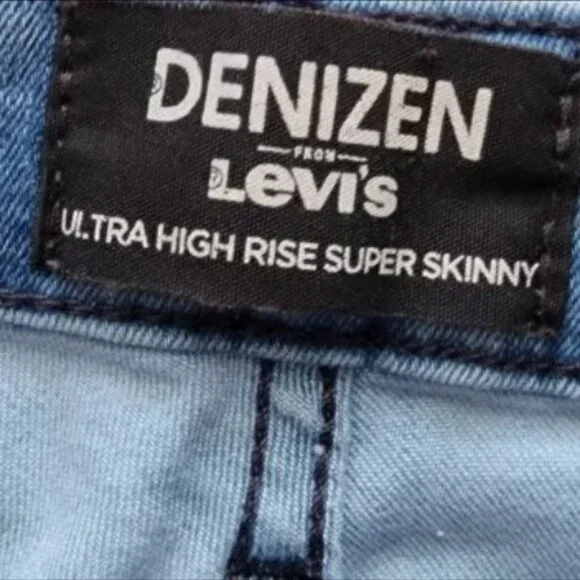 DENIZEN
FROM
Levi's
ULTRA HIGH RISE SUPER SKINNY